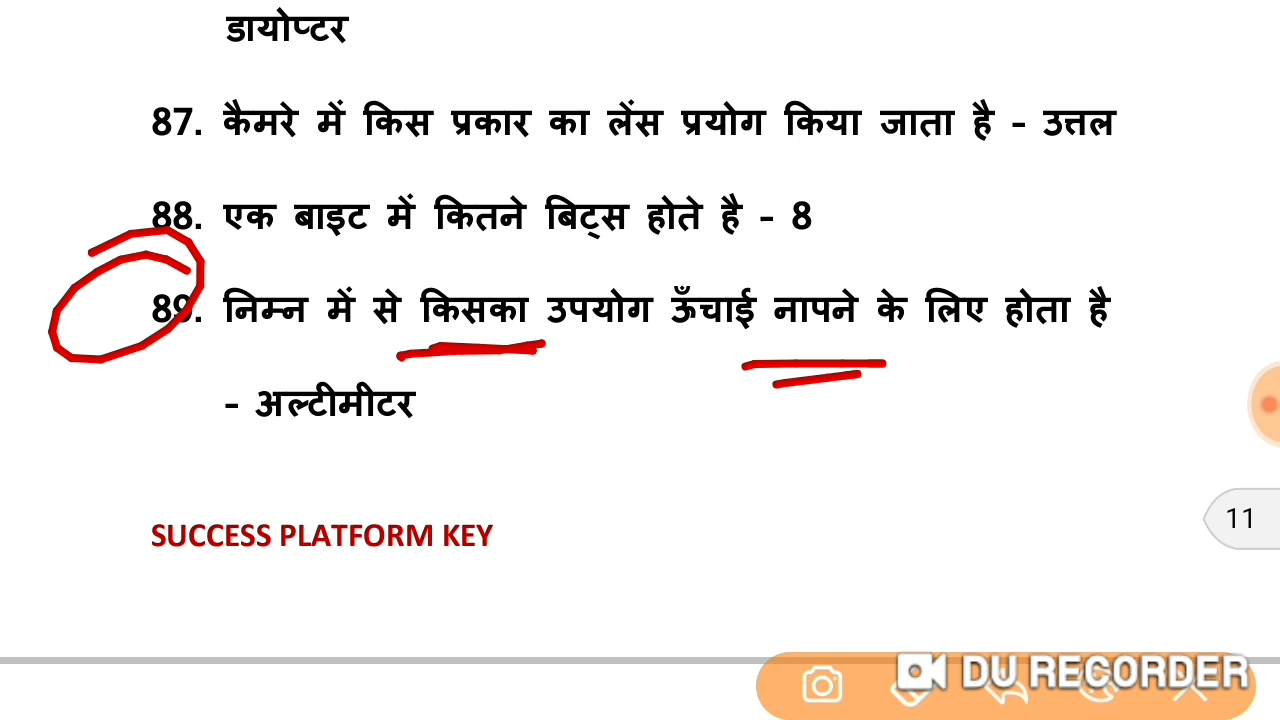 डायोप्टर
87. कैमरे में किस प्रकार का लेंस प्रयोग किया जाता है – उत्तल
88. एक बाइट में कितने बिट्स होते है – 8
89. निम्न में से किसका उपयोग ऊँचाई नापने के लिए होता है
– अल्टीमीटर
11
SUCCESS PLATFORM KEY
DU RECORDER